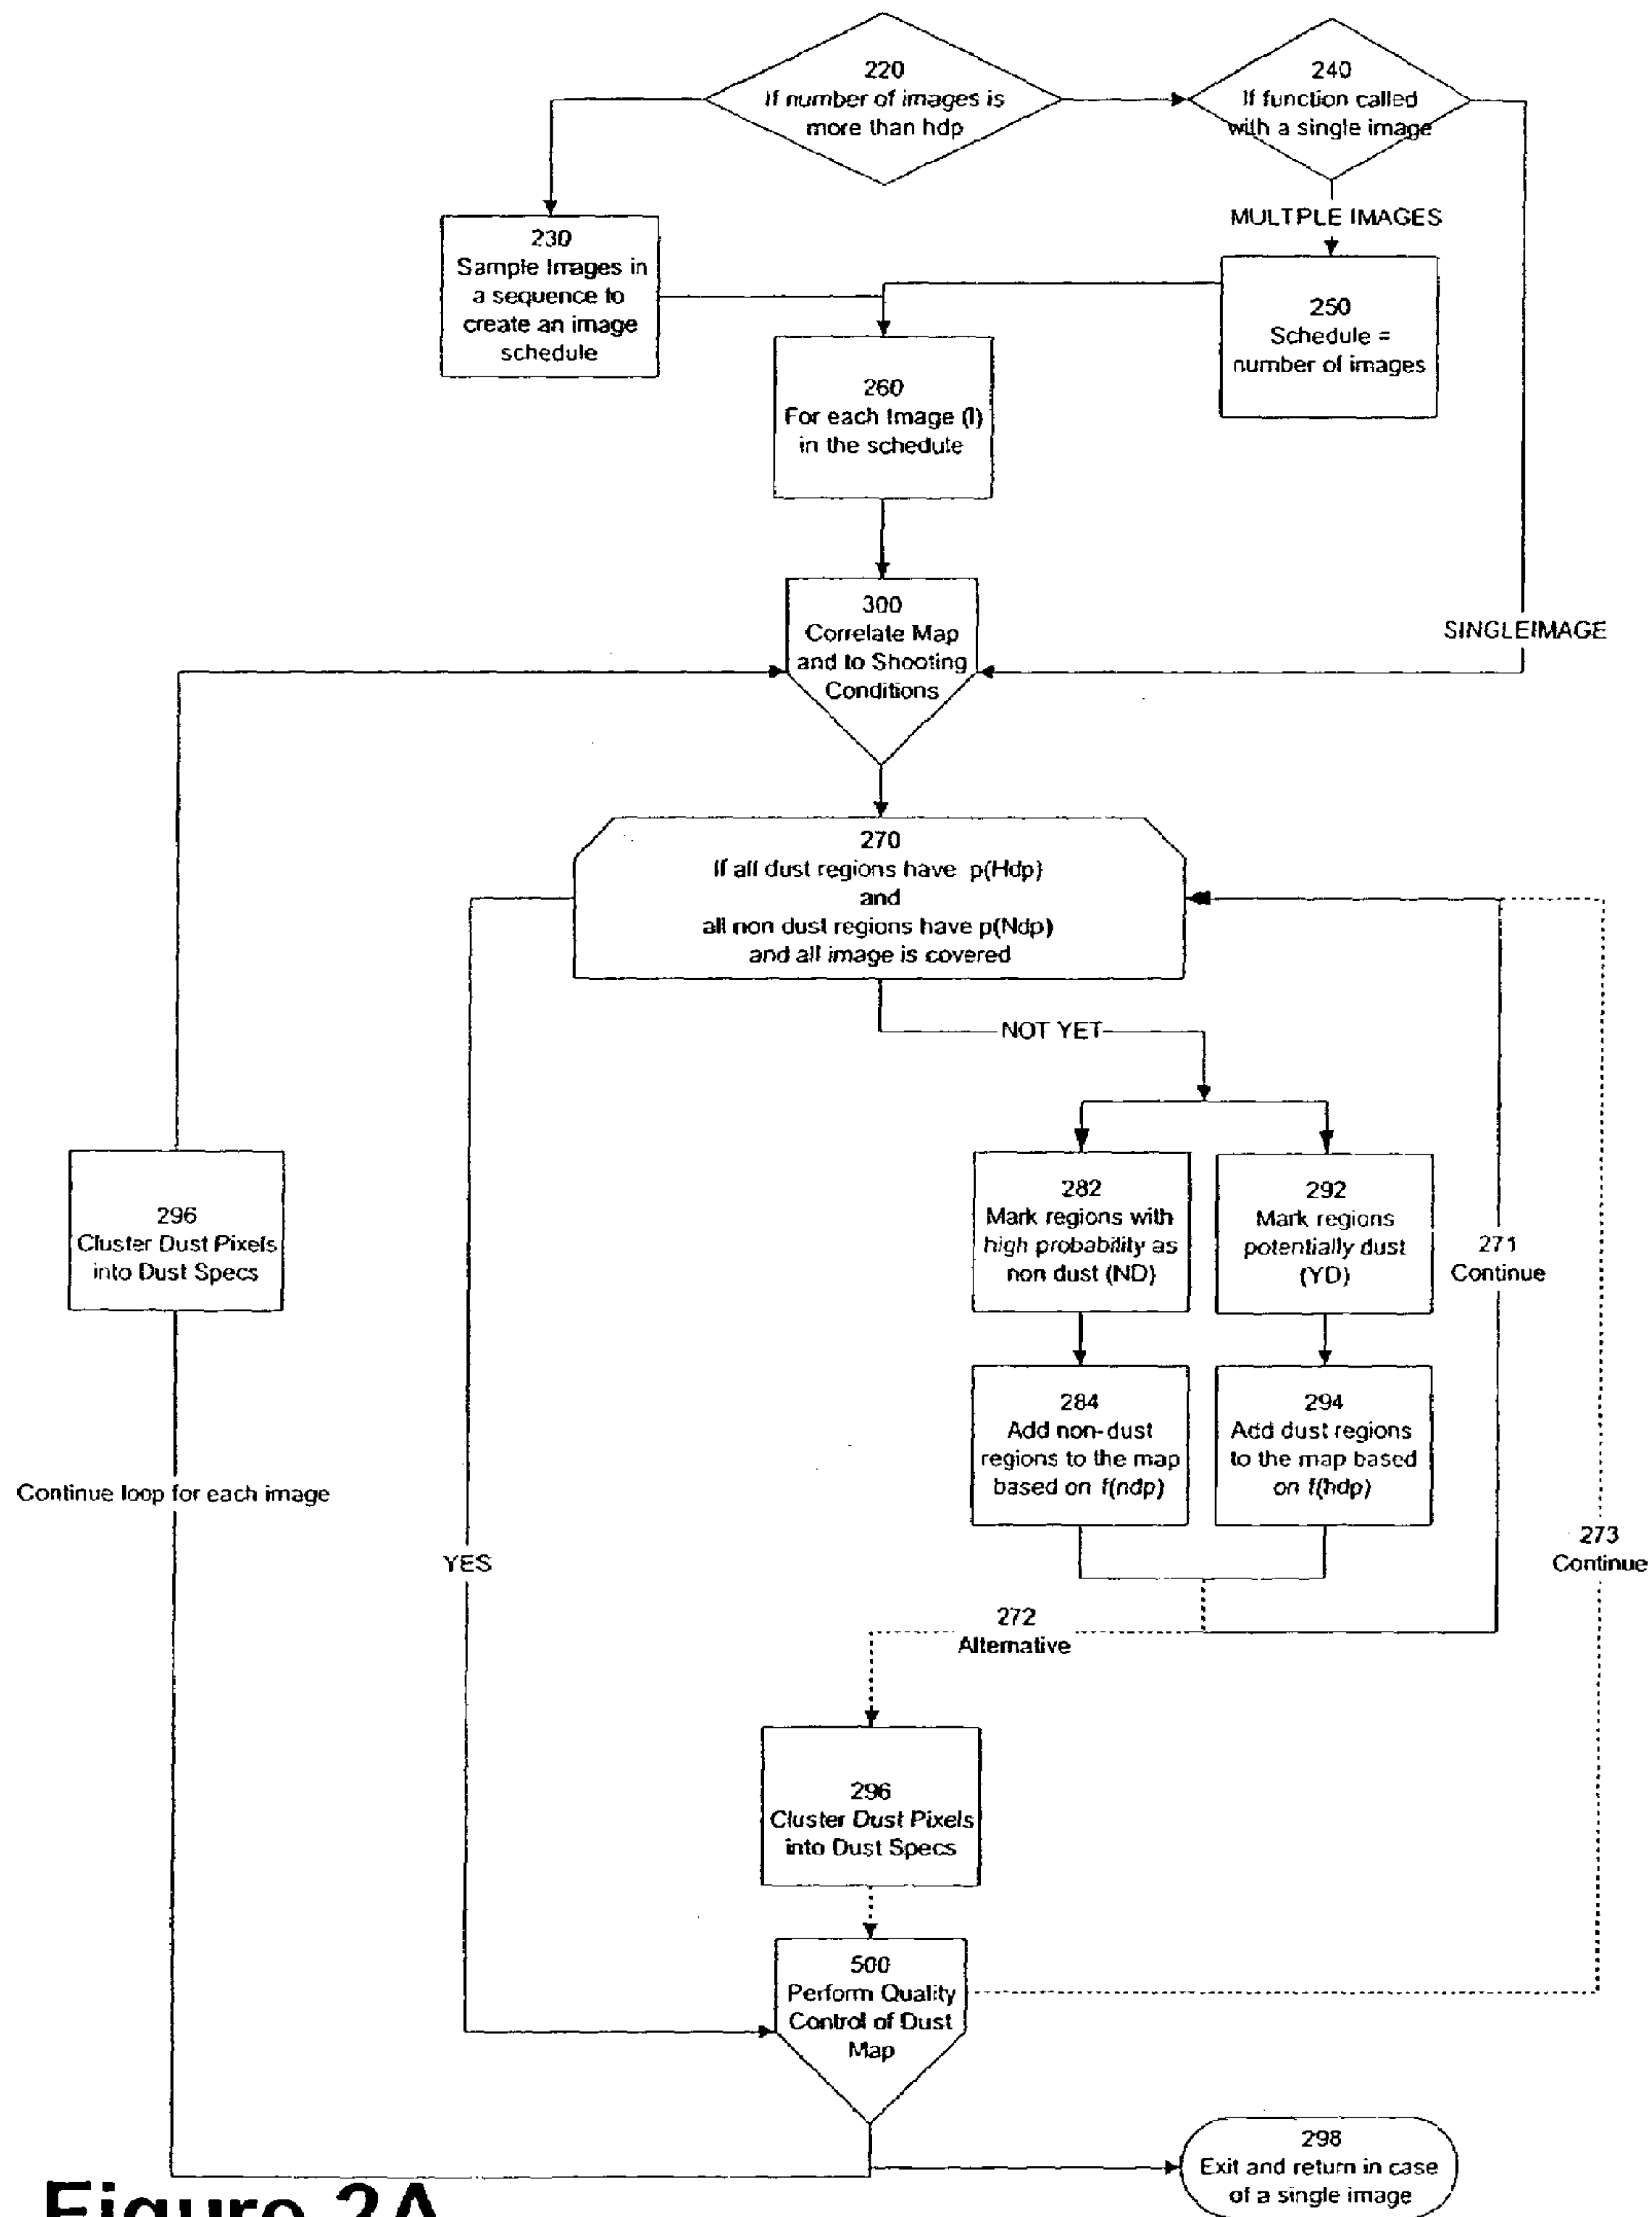 220
If number of images is
more than hdp
240
If function called
with a single image
MULTPLE IMAGES
230
Sample Images in
a sequence to
create an image
schedule
250
Schedule =
number of images
260
For each Image (I)
in the schedule
300
Correlate Map
and to Shooting
Conditions
SINGLEIMAGE
270
If all dust regions have p(Hdp}
and
all non dust regions have p(Ndp)
and all image is covered
NOT YET
296
Cluster Dust Pixels
into Dust Specs
282
Mark regions with
high probability as
non dust (ND)
292
Mark regions
potentially dust
(YD)
271
Continue
284
Add non-dust
regions to the map
based on f(ndp)
294
Add dust regions
to the map based
on f(hdp)
Continue loop for each image
YES
273
Continue
272
Alternative
296
Cluster Dust Pixels
into Dust Specs
500
Perform Quality
Control of Dust
Map
298
Exit and return in case
of a single image
Figure 2A